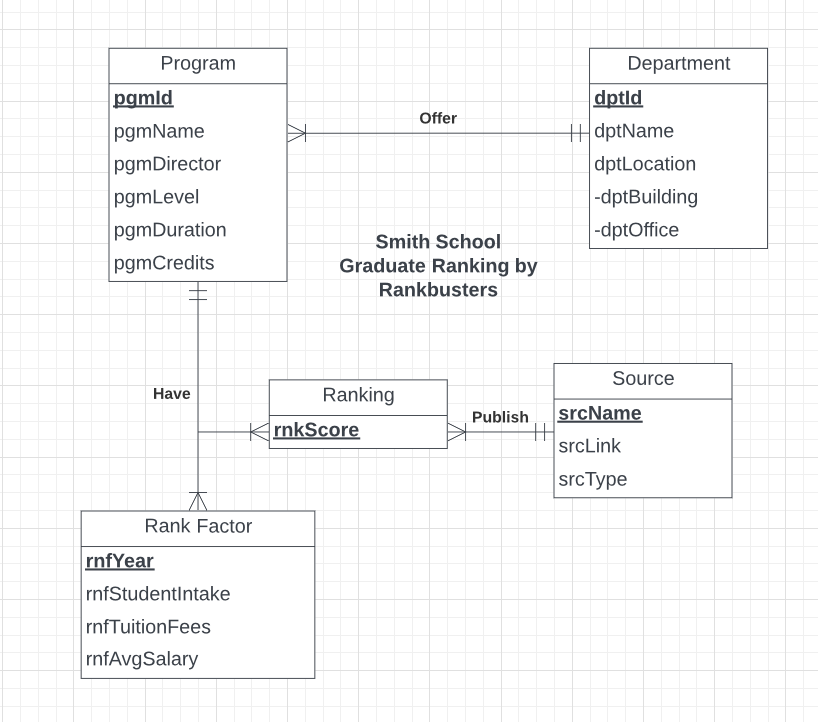 Program
pgmId
pgmName
pgmDirector
pgmLevel
pgmDuration
pgmCredits
Offer
Department
dptId
dptName
dptLocation
-dptBuilding
-dptOffice
Smith School
Graduate Ranking by
Rankbusters
Have
Ranking
rnkScore
Publish
Source
srcName
srcLink
srcType
Rank Factor
rnfYear
rnfStudentIntake
rnfTuitionFees
rnfAvgSalary